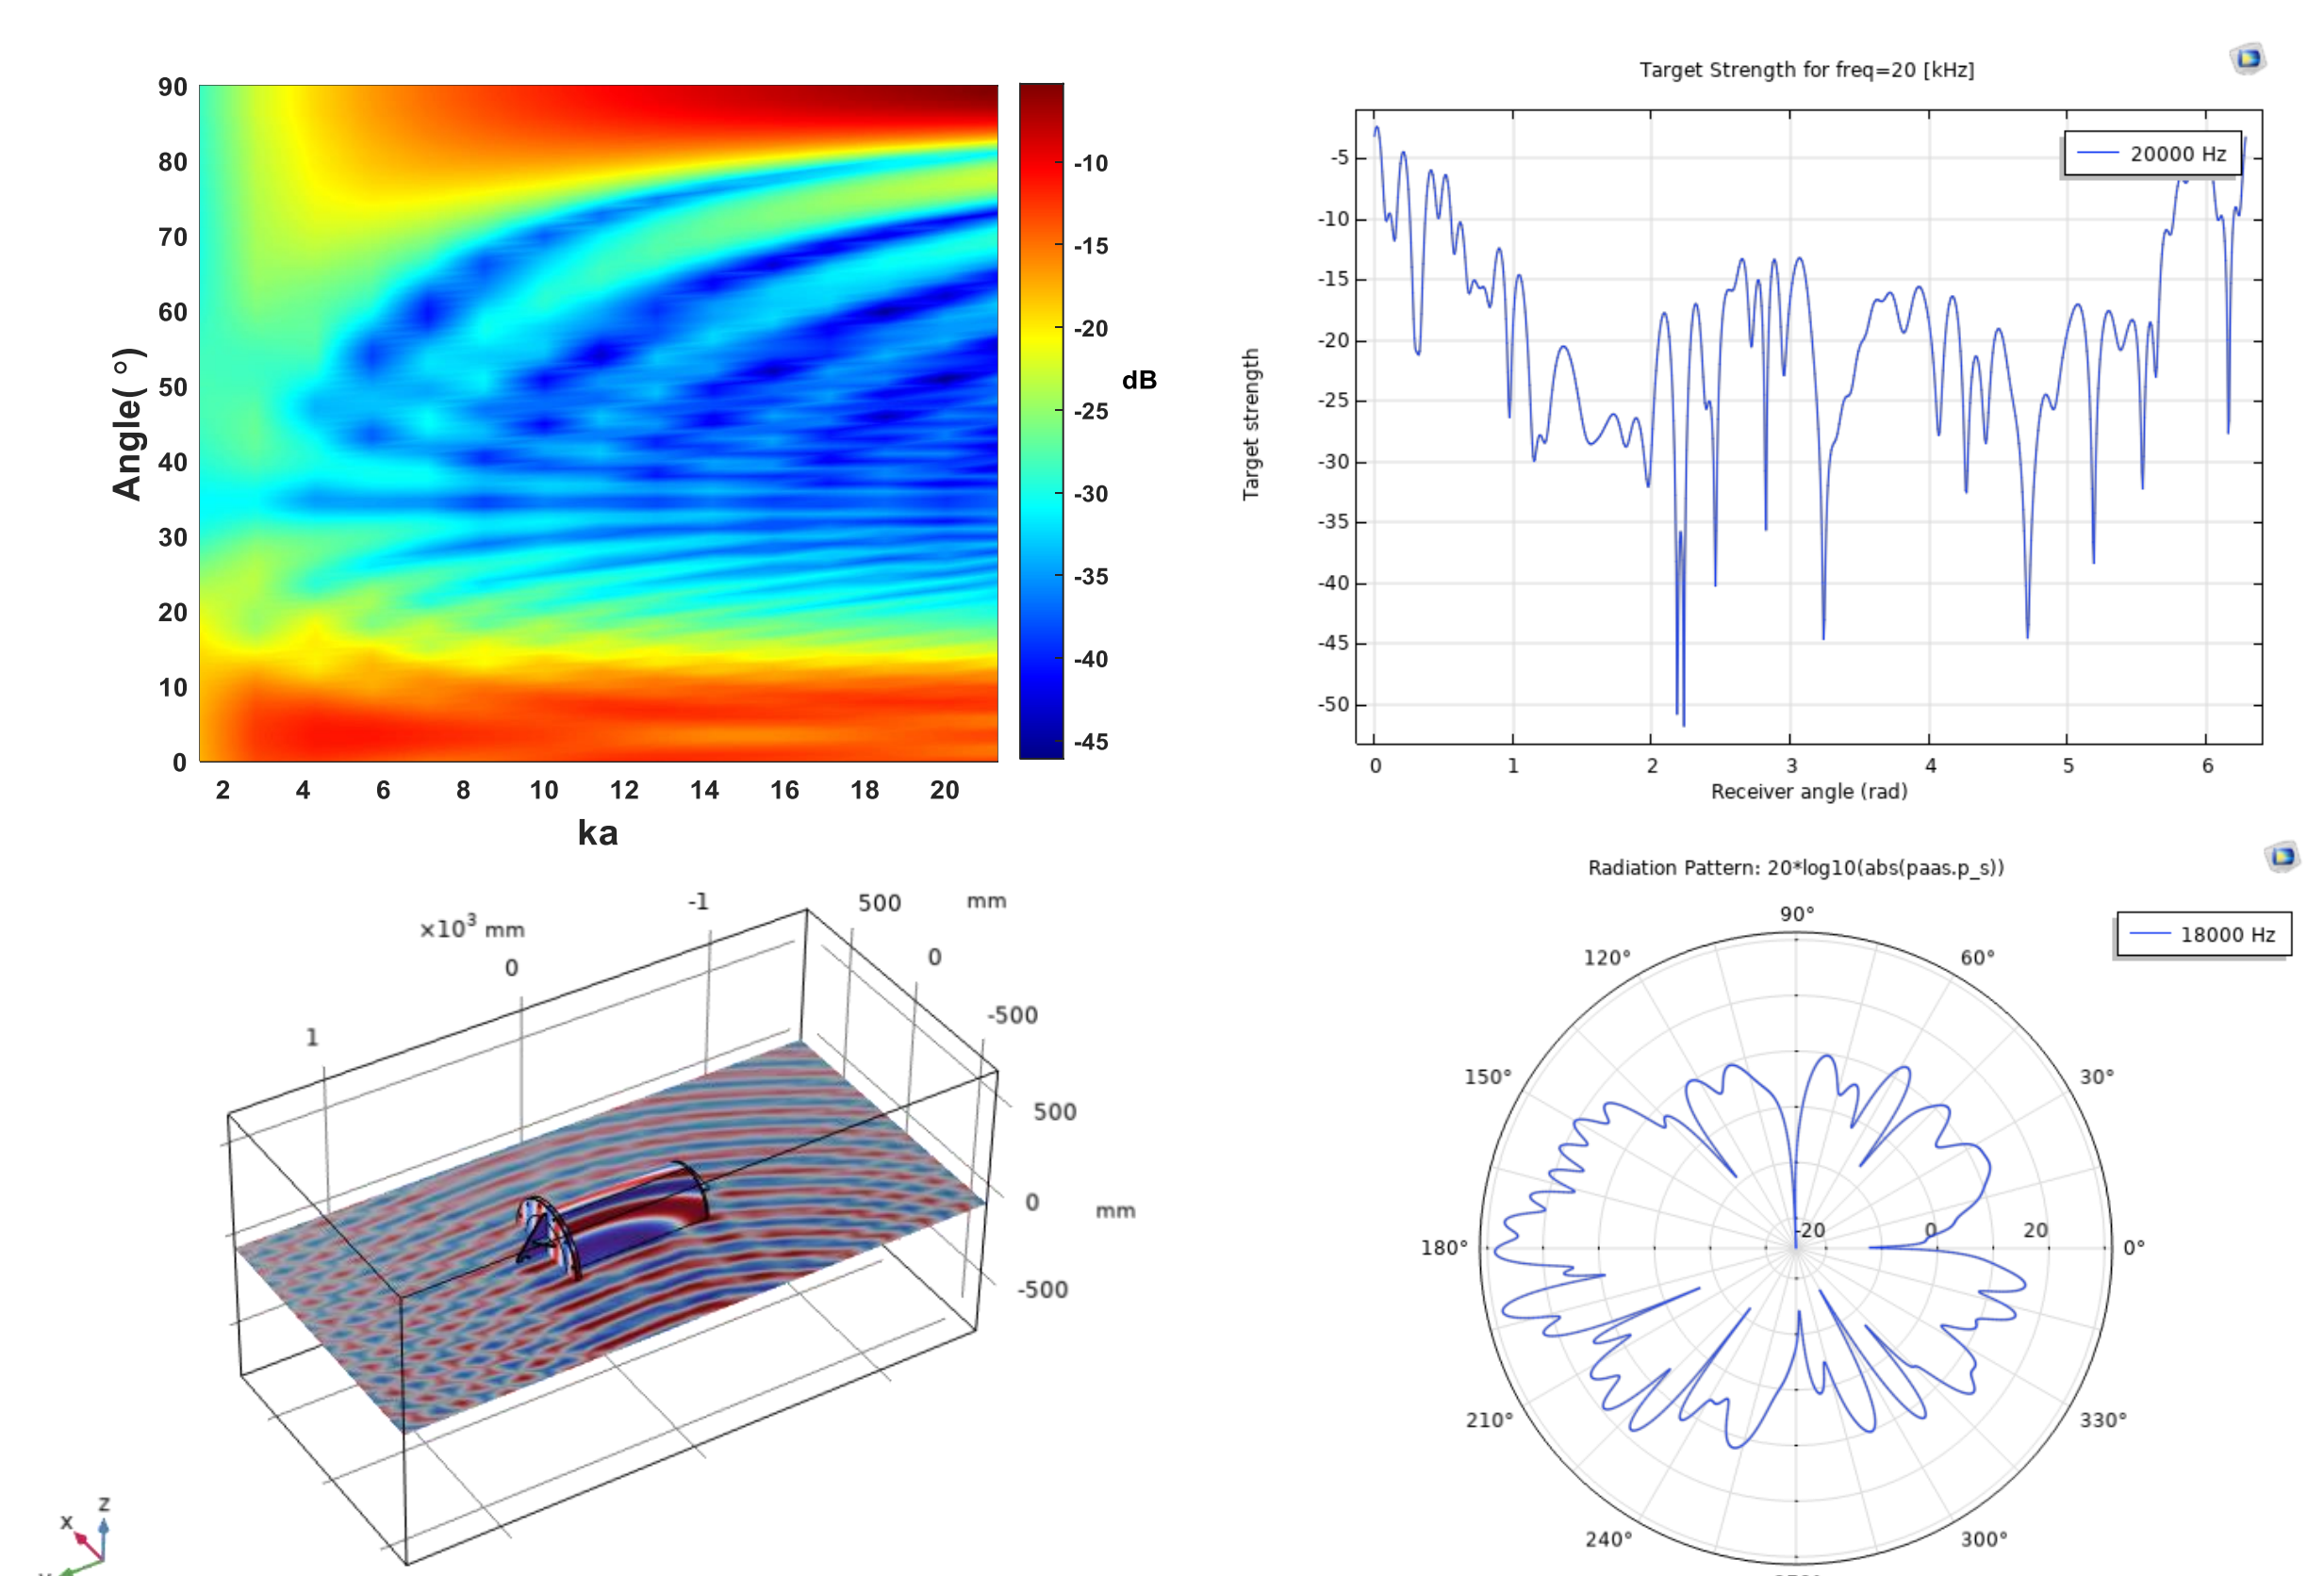 90
80
70
60
50
40
30
20
10
0
Angle( °)
2 4 6 8 10 12 14 16 18 20
ka
-10
-15
-20
-25
-30
-35
-40
-45
dB
Target Strength for freq=20 [kHz]
20000 Hz
-5
-10
-15
-20
-25
-30
-35
-40
-45
-50
Target strength
0 1 2 3 4 5 6
Receiver angle (rad)
×10³ mm
1
0
-1
500
0
-500
mm
500
0
-500
mm
z
x
Radiation Pattern: 20*log10(abs(paas.p_s))
18000 Hz
90°
120° 60°
150° 30°
180° -20 0 20 0°
210° 330°
240° 300°